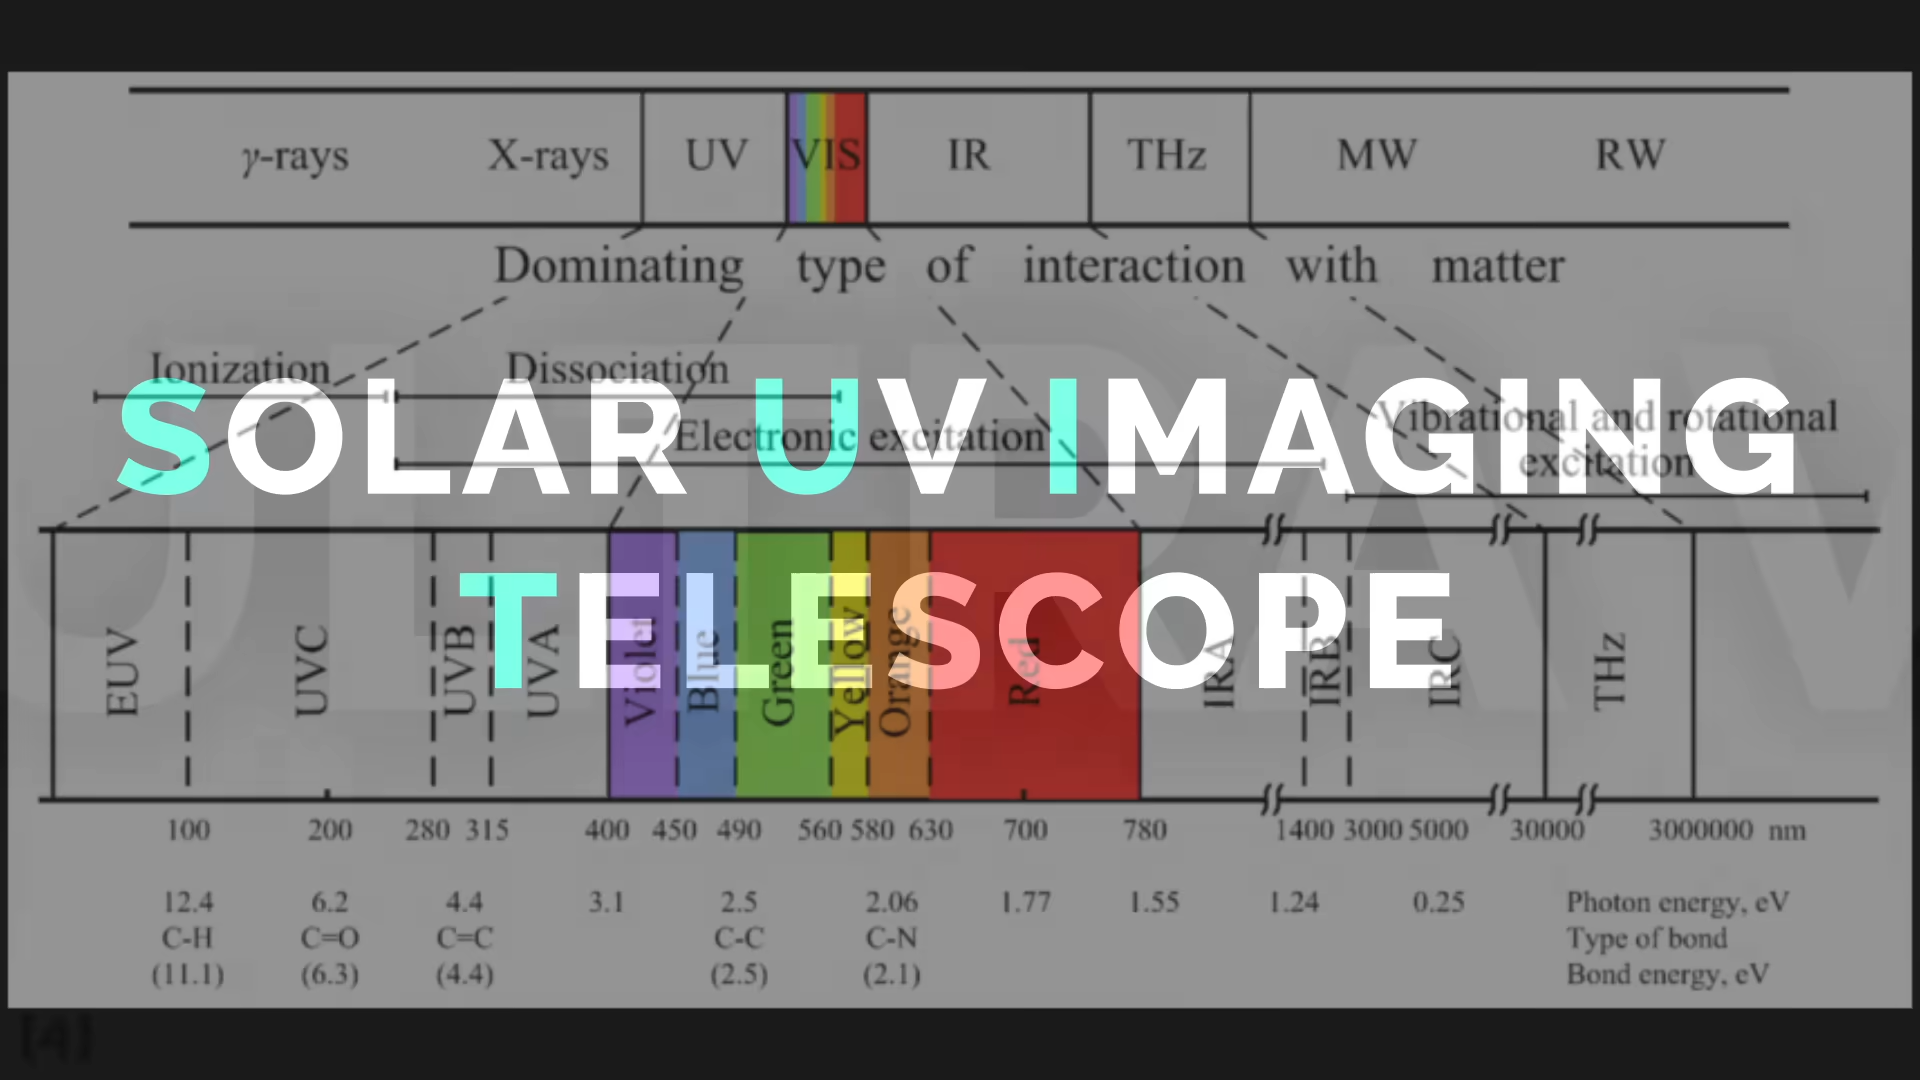 γ-rays X-rays UV VIS IR THz MW RW
Dominating type of interaction with matter
Ionization Dissociation
Electronic excitation
Vibrational and rotational
excitation
SOLAR UV IMAGING
TELESCOPE
EUV UVC UVB UVA Violet Blue Green Yellow Orange Red IRA IRB IRC THz
100 200 280 315 400 450 490 560 580 630 700 780 1400 3000 5000 30000 3000000 nm
12.4 6.2 4.4 3.1 2.5 2.06 1.77 1.55 1.24 0.25 Photon energy, eV
C-H C=O C=C C-C C-N Type of bond
(11.1) (6.3) (4.4) (2.5) (2.1) Bond energy, eV
[4]